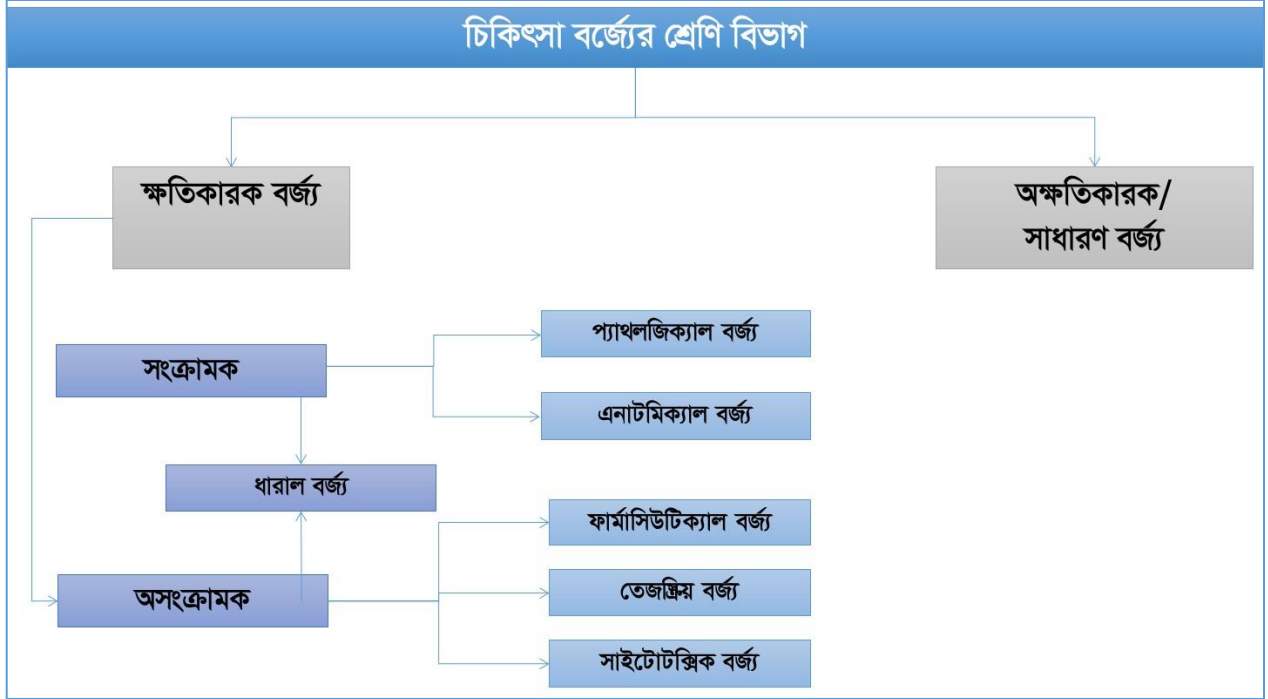 চিকিৎসা বর্জ্যের শ্রেণি বিভাগ
ক্ষতিকারক বর্জ্য
অক্ষতিকারক/
সাধারণ বর্জ্য
সংক্রামক
প্যাথলজিক্যাল বর্জ্য
এনাটমিক্যাল বর্জ্য
ধারাল বর্জ্য
অসংক্রামক
ফার্মাসিউটিক্যাল বর্জ্য
তেজষ্ক্রিয় বর্জ্য
সাইটোটক্সিক বর্জ্য